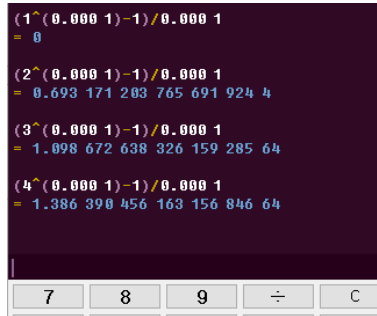 (1^(0.000 1)-1)/0.000 1
= 0
(2^(0.000 1)-1)/0.000 1
= 0.693 171 203 765 691 924 4
(3^(0.000 1)-1)/0.000 1
= 1.098 672 638 326 159 285 64
(4^(0.000 1)-1)/0.000 1
= 1.386 390 456 163 156 846 64
7 8 9 ÷ C